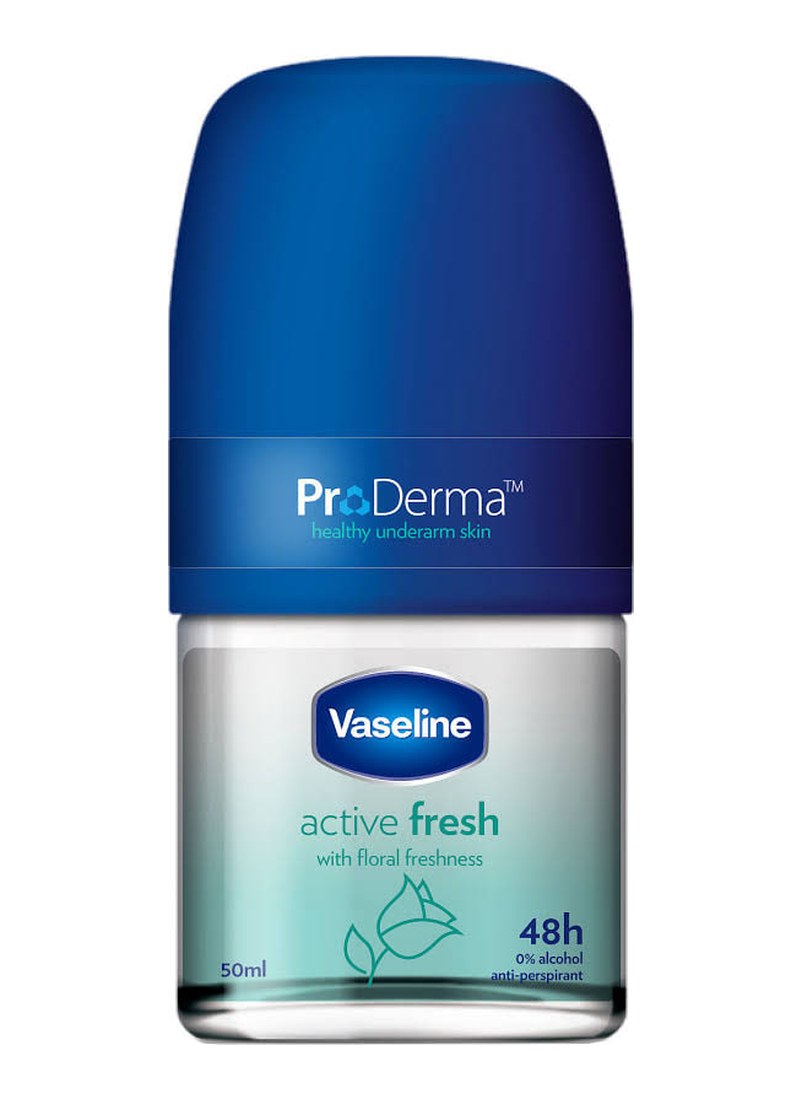 ProDerma™
healthy underarm skin
Vaseline
active fresh
with floral freshness
48h
0% alcohol
anti-perspirant
50ml